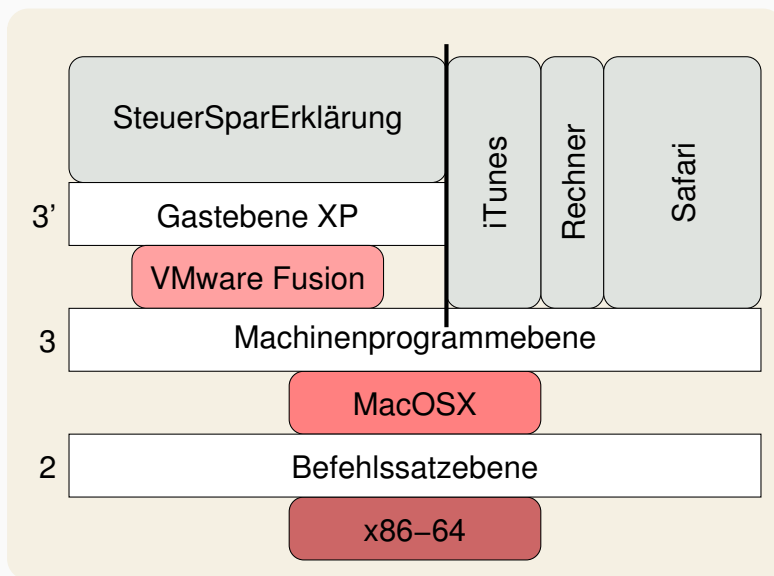 SteuerSparErklärung
iTunes
Rechner
Safari
3’ Gastebene XP
VMware Fusion
3 Machinenprogrammebene
MacOSX
2 Befehlssatzebene
x86−64